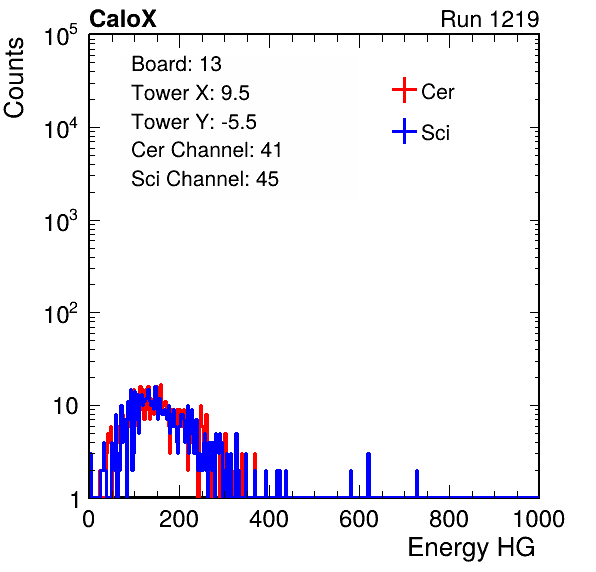 CaloX Run 1219
Counts
10^5
10^4
10^3
10^2
10
1
Board: 13
Tower X: 9.5
Tower Y: -5.5
Cer Channel: 41
Sci Channel: 45
Cer
Sci
0 200 400 600 800 1000
Energy HG